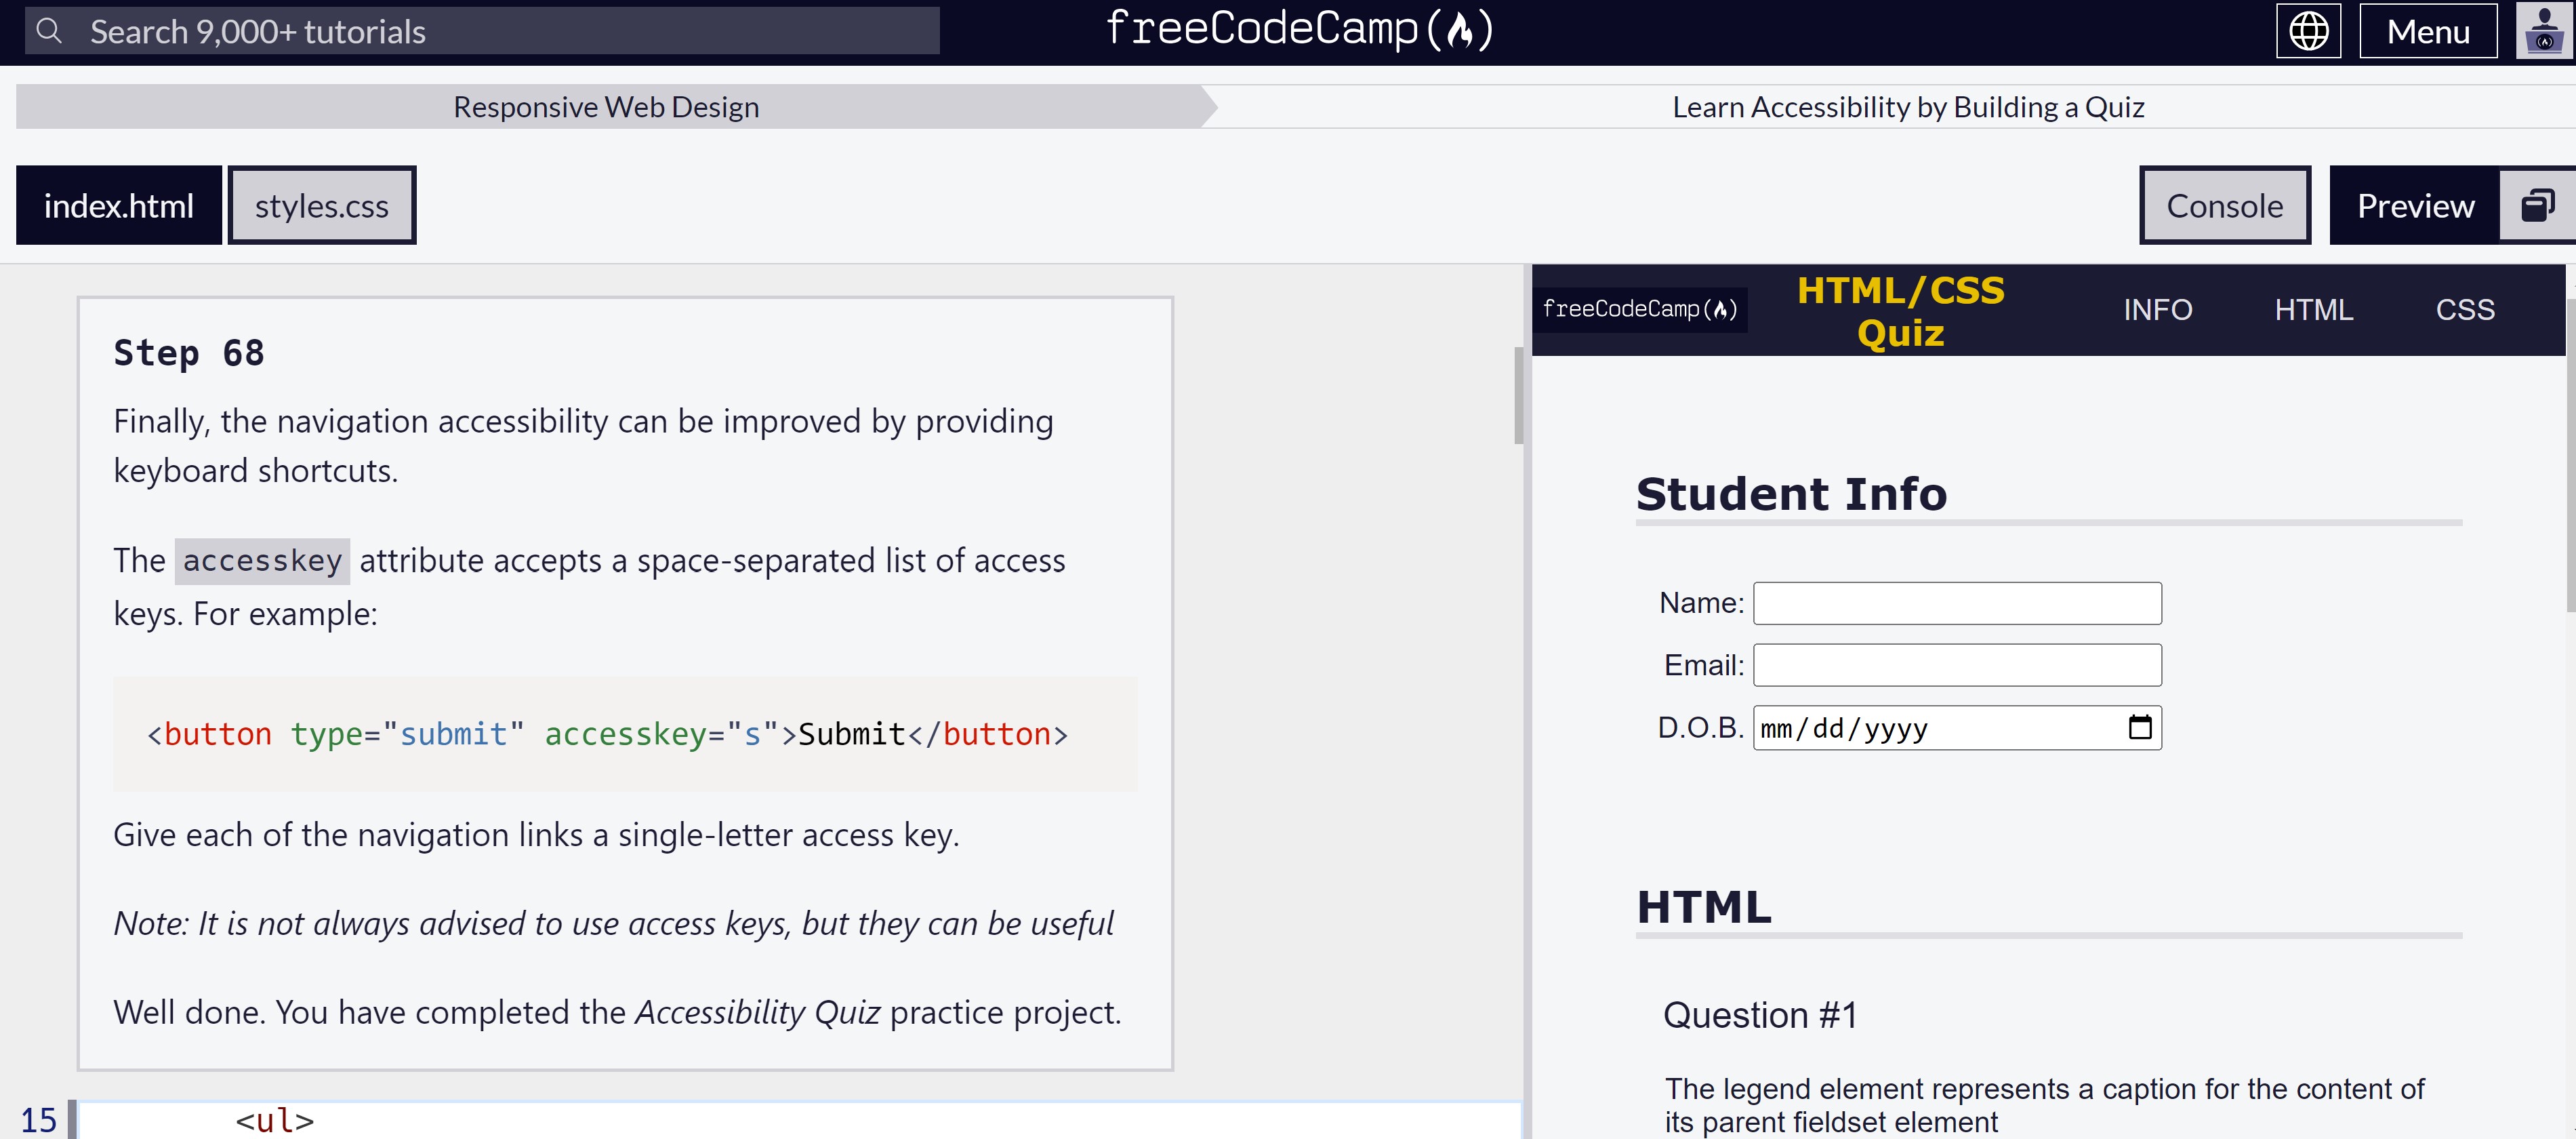 Search 9,000+ tutorials
freeCodeCamp
Menu
Responsive Web Design
Learn Accessibility by Building a Quiz
index.html
styles.css
Console
Preview
Step 68
Finally, the navigation accessibility can be improved by providing
keyboard shortcuts.
The accesskey attribute accepts a space-separated list of access
keys. For example:
<button type="submit" accesskey="s">Submit</button>
Give each of the navigation links a single-letter access key.
Note: It is not always advised to use access keys, but they can be useful
Well done. You have completed the Accessibility Quiz practice project.
15 <ul>
freeCodeCamp
HTML/CSS
Quiz
INFO
HTML
CSS
Student Info
Name:
Email:
D.O.B. mm/dd/yyyy
HTML
Question #1
The legend element represents a caption for the content of
its parent fieldset element